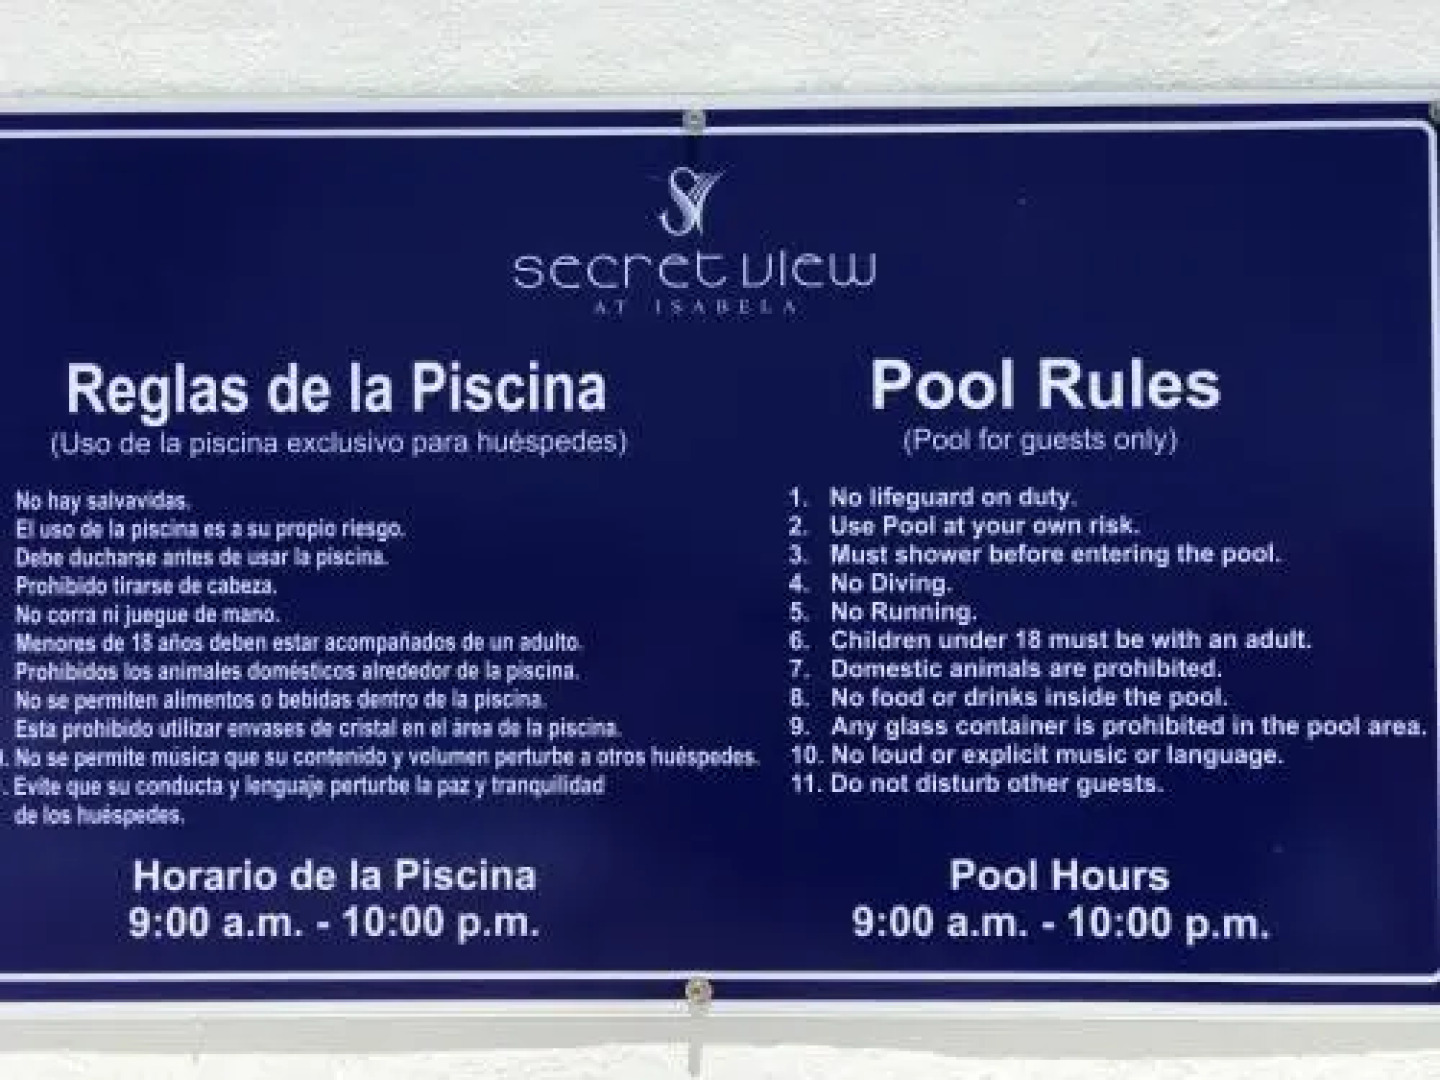 SV
secret view
AT ISABELA
Reglas de la Piscina
(Uso de la piscina exclusivo para huéspedes)
No hay salvavidas.
El uso de la piscina es a su propio riesgo.
Debe ducharse antes de usar la piscina.
Prohibido tirarse de cabeza.
No corra ni juegue de mano.
Menores de 18 años deben estar acompañados de un adulto.
Prohibidos los animales domésticos alrededor de la piscina.
No se permiten alimentos o bebidas dentro de la piscina.
Esta prohibido utilizar envases de cristal en el área de la piscina.
. No se permite música que su contenido y volumen perturbe a otros huéspedes.
. Evite que su conducta y lenguaje perturbe la paz y tranquilidad
de los huéspedes.
Horario de la Piscina
9:00 a.m. - 10:00 p.m.
Pool Rules
(Pool for guests only)
1. No lifeguard on duty.
2. Use Pool at your own risk.
3. Must shower before entering the pool.
4. No Diving.
5. No Running.
6. Children under 18 must be with an adult.
7. Domestic animals are prohibited.
8. No food or drinks inside the pool.
9. Any glass container is prohibited in the pool area.
10. No loud or explicit music or language.
11. Do not disturb other guests.
Pool Hours
9:00 a.m. - 10:00 p.m.